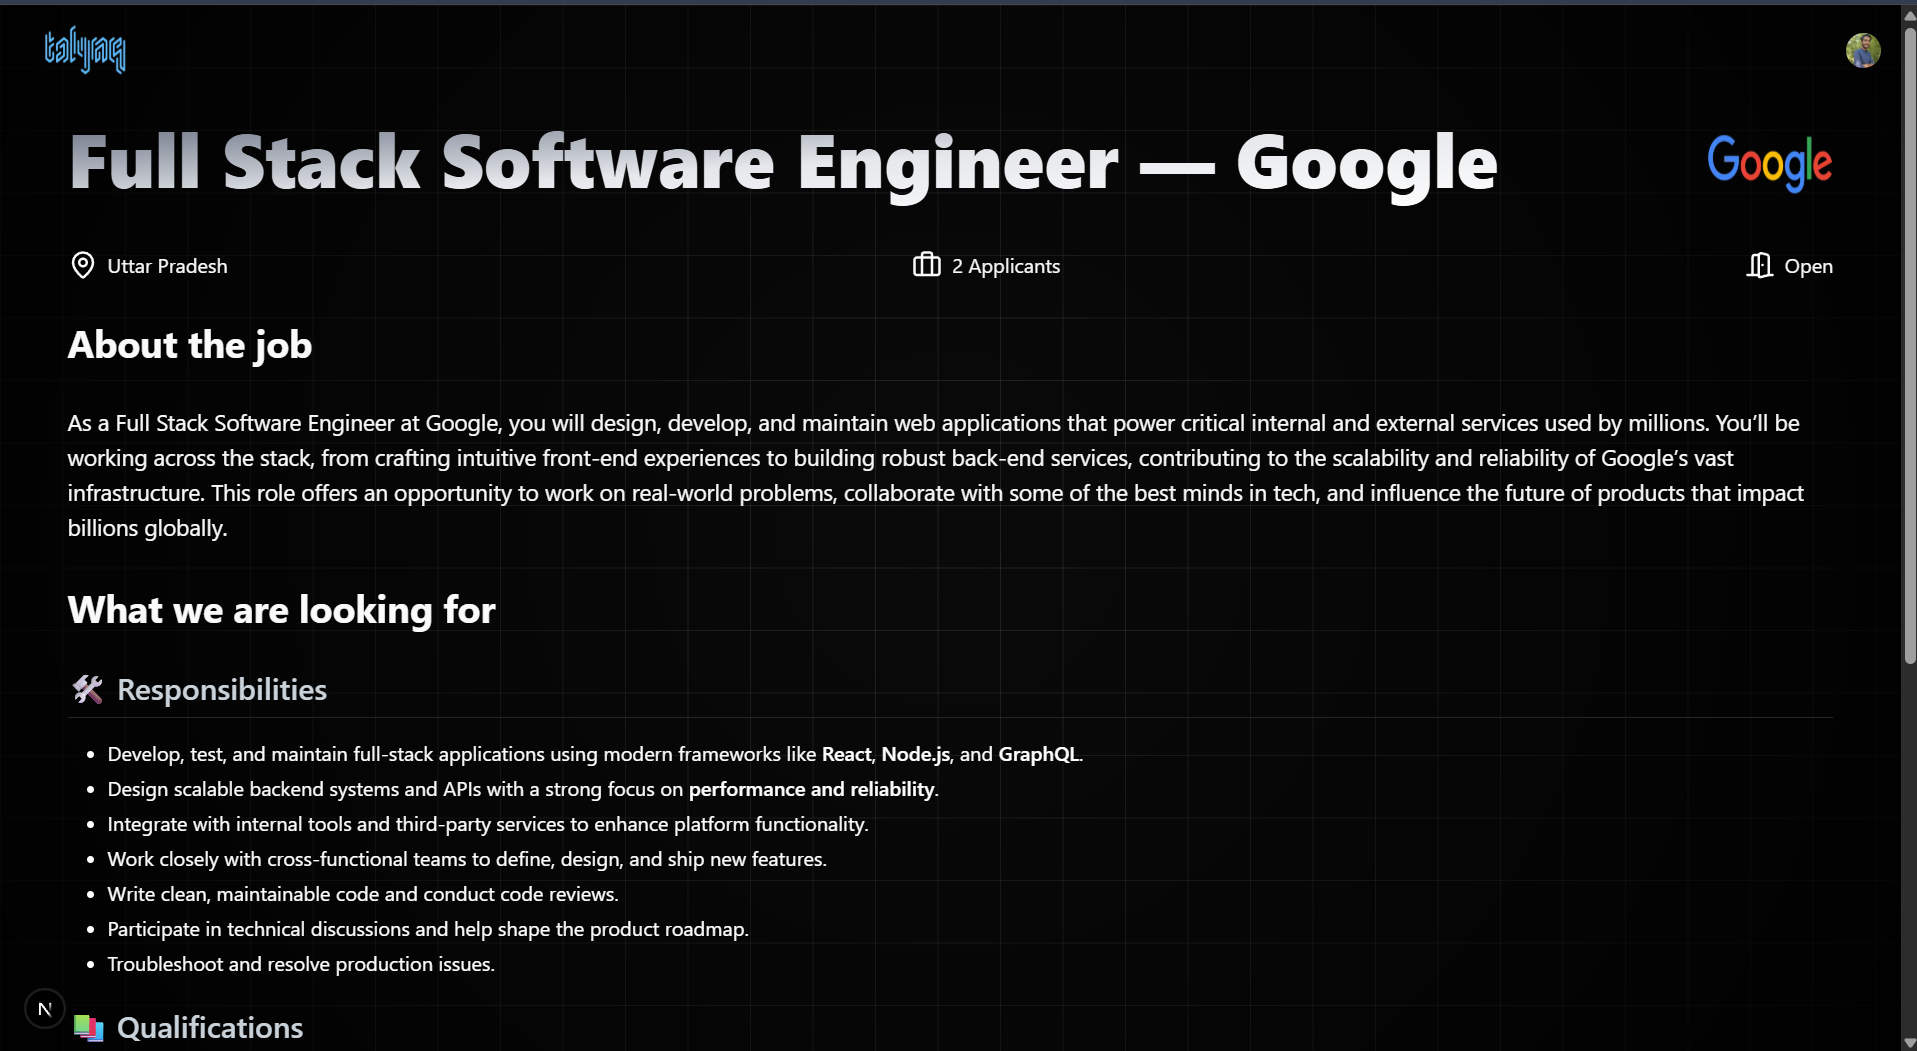 talyaq
Full Stack Software Engineer — Google
Google
Uttar Pradesh
2 Applicants
Open
About the job
As a Full Stack Software Engineer at Google, you will design, develop, and maintain web applications that power critical internal and external services used by millions. You’ll be
working across the stack, from crafting intuitive front-end experiences to building robust back-end services, contributing to the scalability and reliability of Google’s vast
infrastructure. This role offers an opportunity to work on real-world problems, collaborate with some of the best minds in tech, and influence the future of products that impact
billions globally.
What we are looking for
🛠️ Responsibilities
• Develop, test, and maintain full-stack applications using modern frameworks like React, Node.js, and GraphQL.
• Design scalable backend systems and APIs with a strong focus on performance and reliability.
• Integrate with internal tools and third-party services to enhance platform functionality.
• Work closely with cross-functional teams to define, design, and ship new features.
• Write clean, maintainable code and conduct code reviews.
• Participate in technical discussions and help shape the product roadmap.
• Troubleshoot and resolve production issues.
N
📚 Qualifications